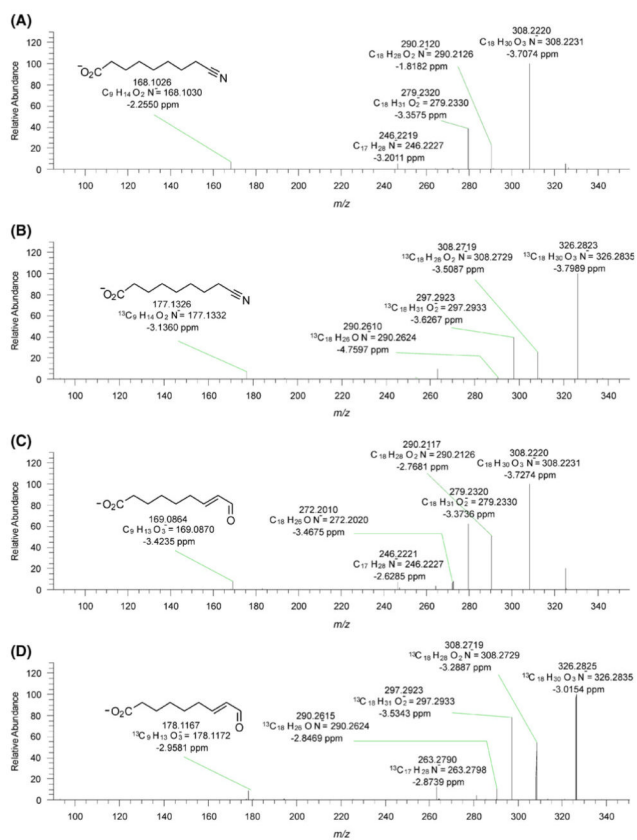 (A)
308.2220
C18 H30 O3 N̄ = 308.2231
-3.7074 ppm
290.2120
C18 H28 O2 N̄ = 290.2126
-1.8182 ppm
279.2320
C18 H31 O2̄ = 279.2330
-3.3575 ppm
246.2219
C17 H28 N̄ = 246.2227
-3.2011 ppm
⁻O2C
N
168.1026
C9 H14 O2 N̄ = 168.1030
-2.2550 ppm
Relative Abundance
120
100
80
60
40
20
0
100 120 140 160 180 200 220 240 260 280 300 320 340
m/z
(B)
308.2719
13C18 H28 O2 N̄ = 308.2729
-3.5087 ppm
326.2823
13C18 H30 O3 N̄ = 326.2835
-3.7989 ppm
297.2923
13C18 H31 O2̄ = 297.2933
-3.6267 ppm
290.2610
13C18 H26 O N̄ = 290.2624
-4.7597 ppm
⁻O2C
N
177.1326
13C9 H14 O2 N̄ = 177.1332
-3.1360 ppm
Relative Abundance
120
100
80
60
40
20
0
100 120 140 160 180 200 220 240 260 280 300 320 340
m/z
(C)
290.2117
C18 H28 O2 N̄ = 290.2126
-2.7681 ppm
308.2220
C18 H30 O3 N̄ = 308.2231
-3.7274 ppm
279.2320
C18 H31 O2̄ = 279.2330
-3.3736 ppm
272.2010
C18 H26 O N̄ = 272.2020
-3.4675 ppm
246.2221
C17 H28 N̄ = 246.2227
-2.6285 ppm
⁻O2C
O
169.0864
C9 H13 O3̄ = 169.0870
-3.4235 ppm
Relative Abundance
120
100
80
60
40
20
0
100 120 140 160 180 200 220 240 260 280 300 320 340
m/z
(D)
308.2719
13C18 H28 O2 N̄ = 308.2729
-3.2887 ppm
326.2825
13C18 H30 O3 N̄ = 326.2835
-3.0154 ppm
297.2923
13C18 H31 O2̄ = 297.2933
-3.5343 ppm
290.2615
13C18 H26 O N̄ = 290.2624
-2.8469 ppm
263.2790
13C17 H28 N̄ = 263.2798
-2.8739 ppm
⁻O2C
O
178.1167
13C9 H13 O3̄ = 178.1172
-2.9581 ppm
Relative Abundance
120
100
80
60
40
20
0
100 120 140 160 180 200 220 240 260 280 300 320 340
m/z